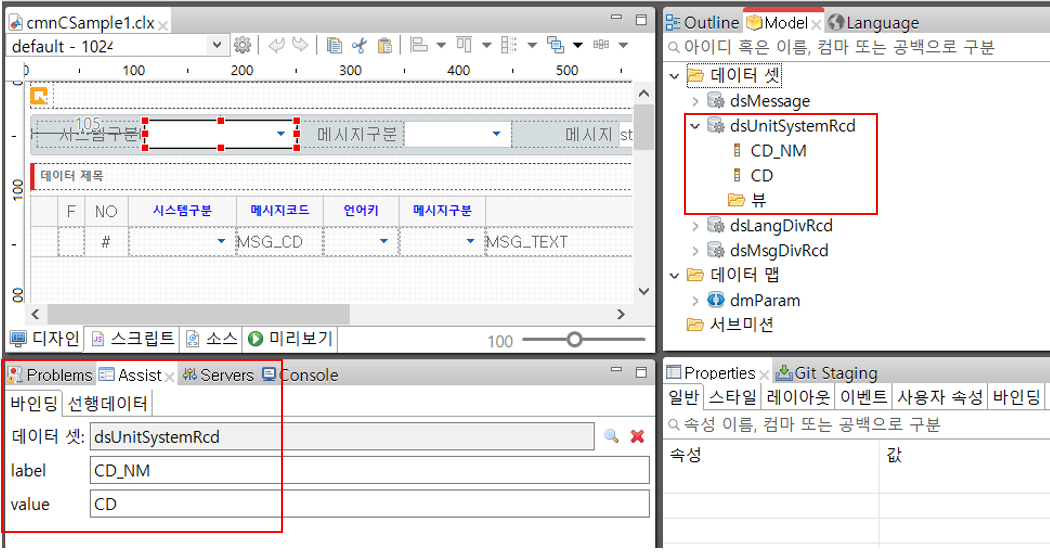 cmnCSample1.clx
default - 1024
0 100 200 300 400 500
105
시스템구분 메시지구분 메시지 st
100
데이터 제목
F NO 시스템구분 메시지코드 언어키 메시지구분
# MSG_CD MSG_TEXT
00
디자인 스크립트 소스 미리보기 100
Problems Assist Servers Console
바인딩 선행데이터
데이터 셋: dsUnitSystemRcd
label CD_NM
value CD
Outline Model Language
아이디 혹은 이름, 컴마 또는 공백으로 구분
데이터 셋
dsMessage
dsUnitSystemRcd
CD_NM
CD
뷰
dsLangDivRcd
dsMsgDivRcd
데이터 맵
dmParam
서브미션
Properties Git Staging
일반 스타일 레이아웃 이벤트 사용자 속성 바인딩
속성 이름, 컴마 또는 공백으로 구분
속성 값